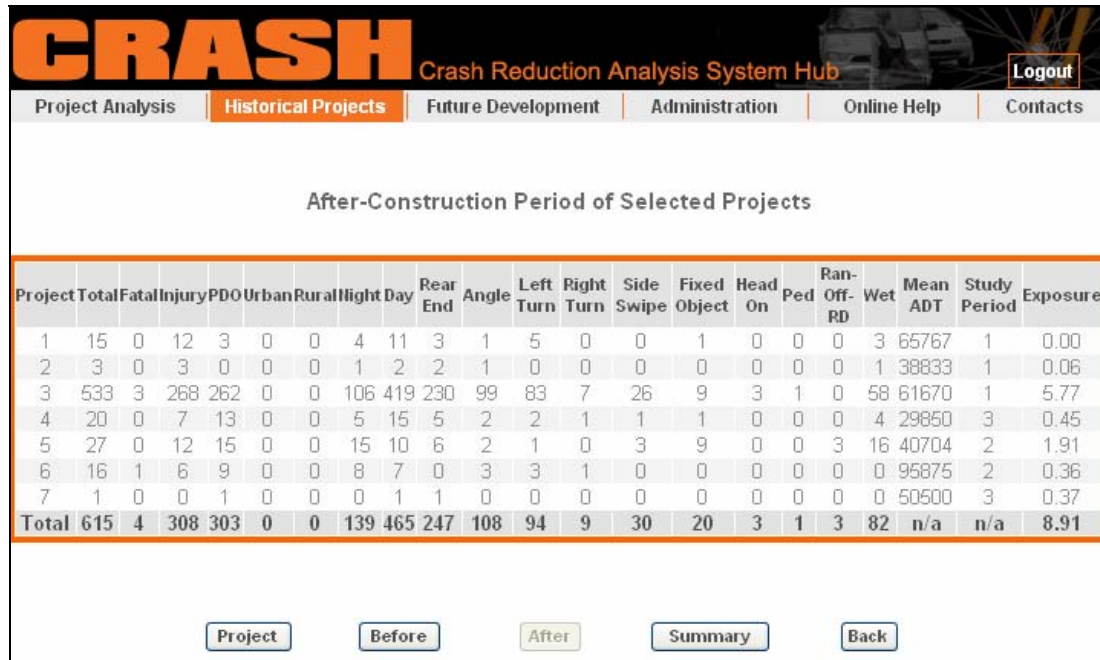 CRASH Crash Reduction Analysis System Hub Logout
Project Analysis Historical Projects Future Development Administration Online Help Contacts
After-Construction Period of Selected Projects
Project Total Fatal Injury PDO Urban Rural Night Day Rear End Angle Left Turn Right Turn Side Swipe Fixed Object Head On Ped Ran-Off-RD Wet Mean ADT Study Period Exposure
1 15 0 12 3 0 0 4 11 3 1 5 0 0 1 0 0 0 3 65767 1 0.00
2 3 0 3 0 0 0 1 2 2 1 0 0 0 0 0 0 0 1 38833 1 0.06
3 533 3 268 262 0 0 106 419 230 99 83 7 26 9 3 1 0 58 61670 1 5.77
4 20 0 7 13 0 0 5 15 5 2 2 1 1 1 0 0 0 4 29850 3 0.45
5 27 0 12 15 0 0 15 10 6 2 1 0 3 9 0 0 3 16 40704 2 1.91
6 16 1 6 9 0 0 8 7 0 3 3 1 0 0 0 0 0 0 95875 2 0.36
7 1 0 0 1 0 0 0 1 1 0 0 0 0 0 0 0 0 0 50500 3 0.37
Total 615 4 308 303 0 0 139 465 247 108 94 9 30 20 3 1 3 82 n/a n/a 8.91
Project Before After Summary Back